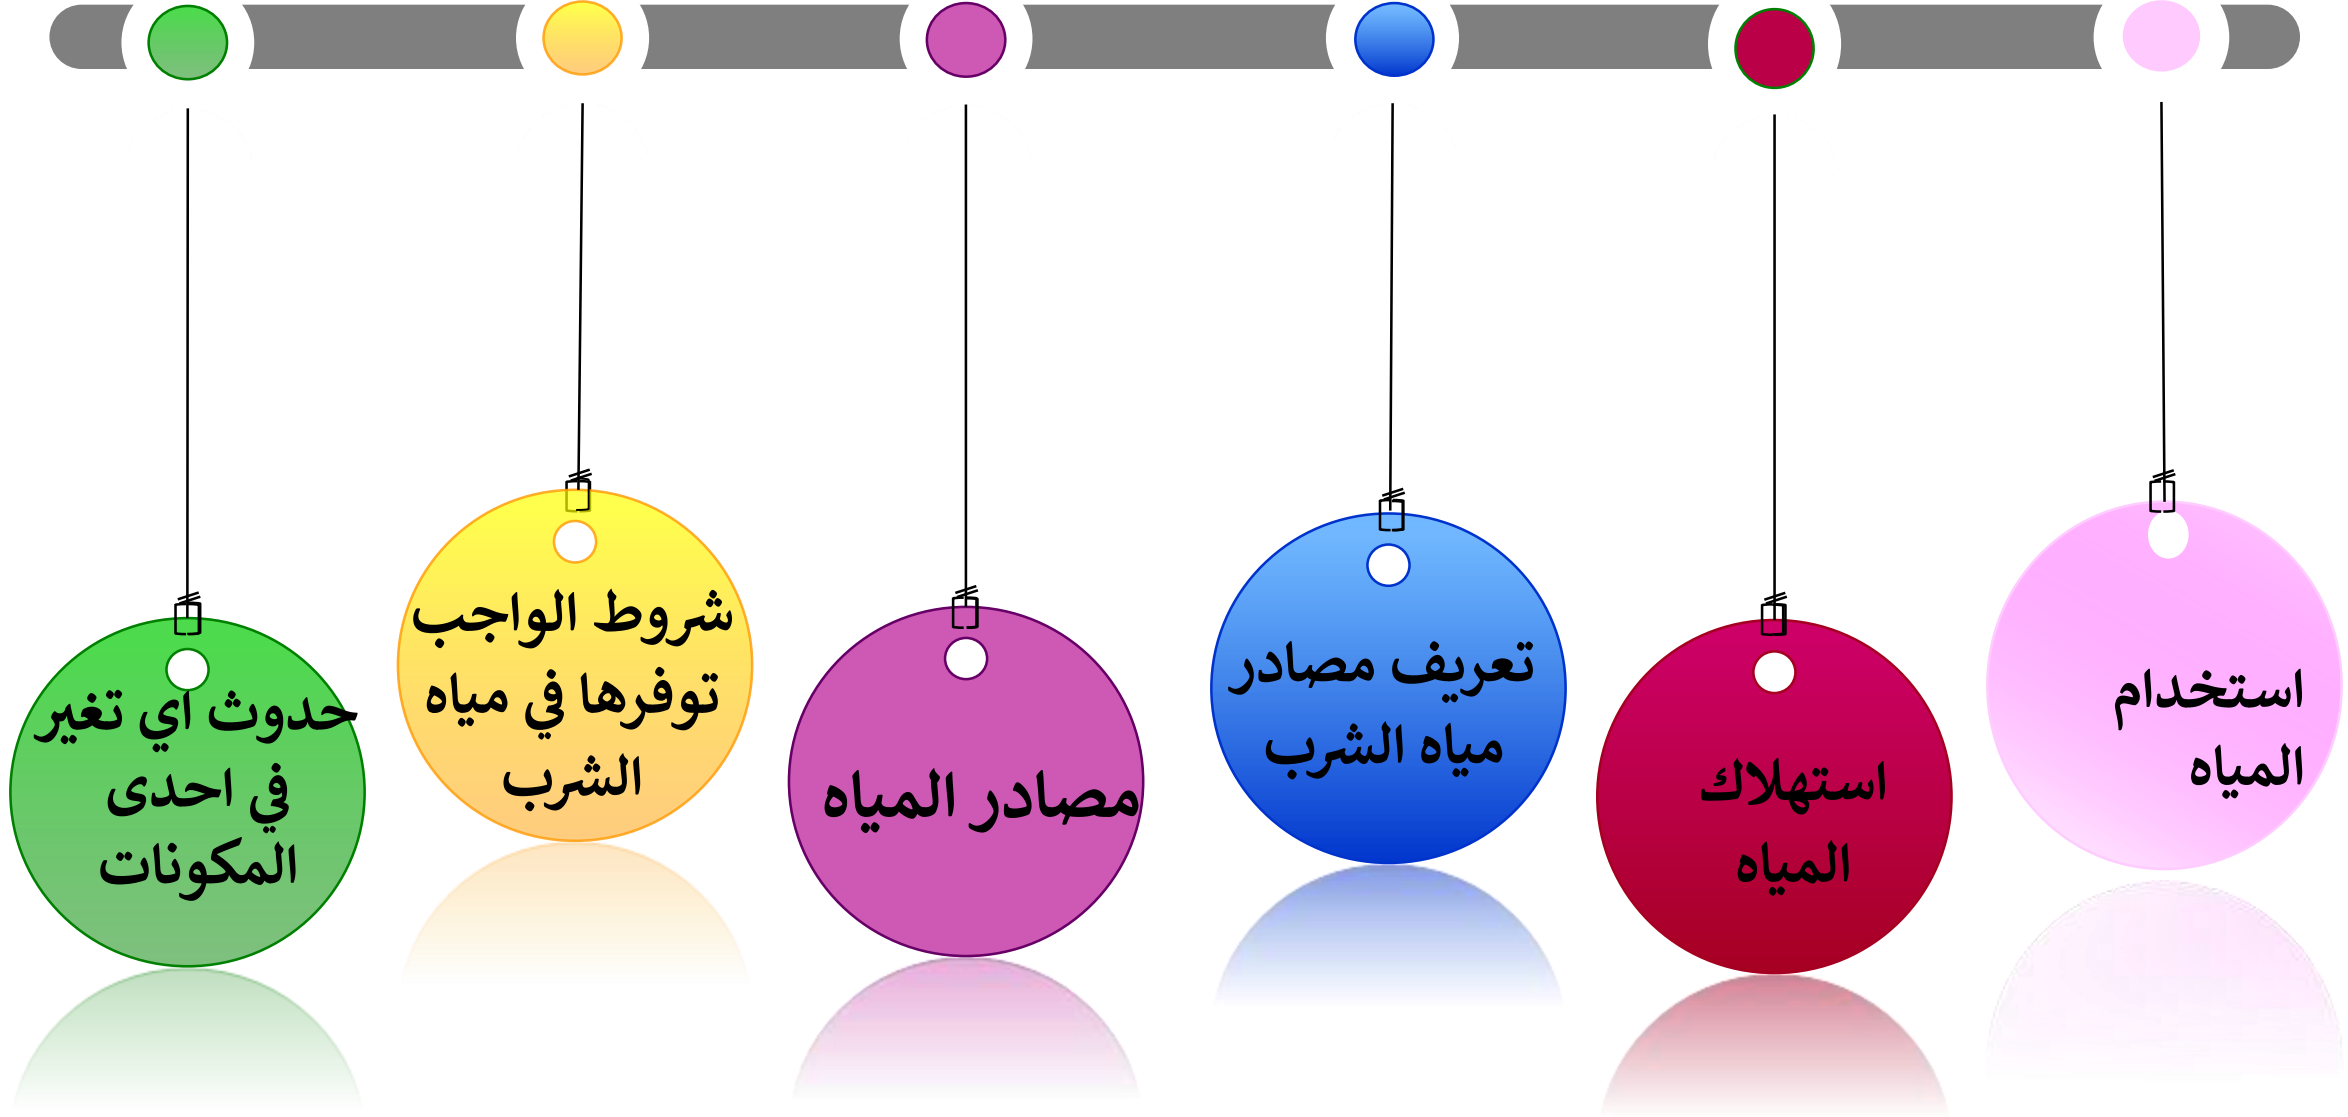 استخدام
المياه
استهلاك
المياه
تعريف مصادر
مياه الشرب
مصادر المياه
شروط الواجب
توفرها في مياه
الشرب
حدوث اي تغير
في احدى
المكونات